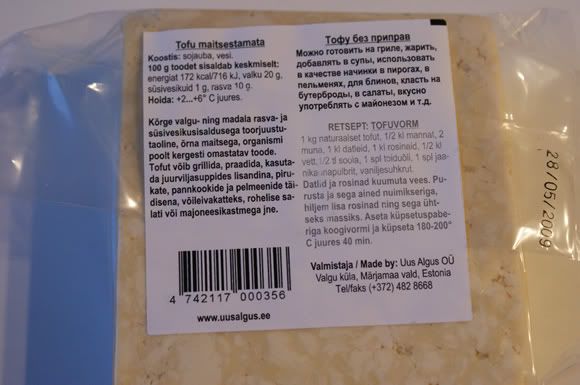 Tofu maitsestamata
Koostis: sojauba, vesi.
100 g toodet sisaldab keskmiselt:
energiat 172 kcal/716 kJ, valku 20 g,
süsivesikuid 1 g, rasva 10 g.
Hoida: +2...+6° C juures.
Kõrge valgu- ning madala rasva- ja
süsivesikusisaldusega toorjuustu-
taoline, õrna maitsega, organismi
poolt kergesti omastatav toode.
Tofut võib grillida, praadida, kasuta-
da juurviljasuppides lisandina, piru-
kate, pannkookide ja pelmeenide täi-
disena, võileivakatteks, rohelise sa-
lati või majoneesikastmega jne.
4 742117 000356
www.uusalgus.ee
Тофу без приправ
Можно готовить на гриле, жарить,
добавлять в супы, использовать
в качестве начинки в пирогах, в
пельменях, для блинов, класть на
бутерброды, в салаты, вкусно
употреблять с майонезом и т.д.
RETSEPT: TOFUVORM
1 kg naturaalset tofut, 1/2 kl mannat, 2
muna, 1 kl datleid, 1 kl rosinaid, 1/2 kl
vett, 1/2 tl soola, 1 spl toiduõli, 1 spl jaa-
nikaunapulbrit, vaniljesuhkrut.
Datlid ja rosinad kuumuta vees. Pu-
rusta ja sega ained nuimikseriga,
hiljem lisa rosinad ning sega üht-
seks massiks. Aseta küpsetuspabe-
riga koogivormi ja küpseta 180-200°
C juures 40 min.
Valmistaja / Made by: Uus Algus OÜ
Valgu küla, Märjamaa vald, Estonia
Tel/faks (+372) 482 8668
28/05/2009